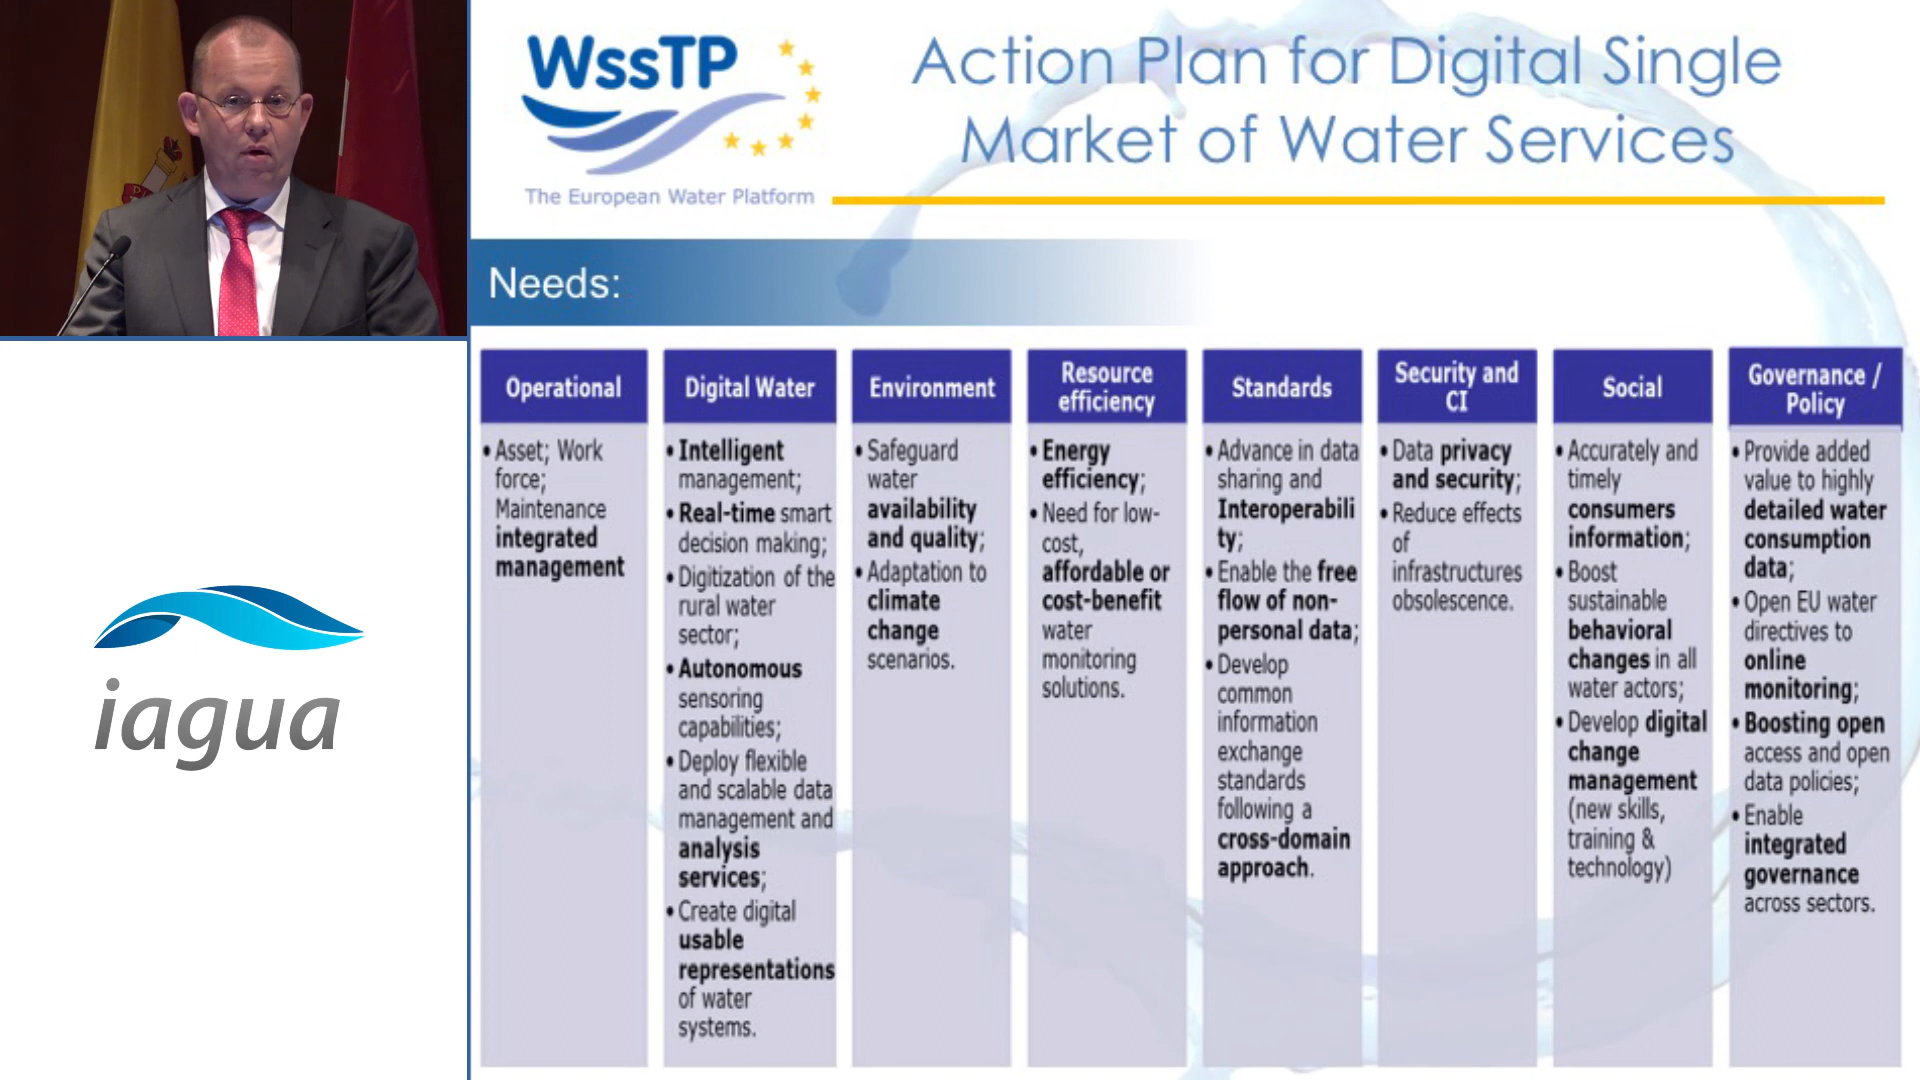 WssTP
The European Water Platform
Action Plan for Digital Single
Market of Water Services
Needs:
Operational
• Asset; Work
force;
Maintenance
integrated
management
Digital Water
• Intelligent
management;
• Real-time smart
decision making;
• Digitization of the
rural water
sector;
• Autonomous
sensoring
capabilities;
• Deploy flexible
and scalable data
management and
analysis
services;
• Create digital
usable
representations
of water
systems.
Environment
• Safeguard
water
availability
and quality;
• Adaptation to
climate
change
scenarios.
Resource
efficiency
• Energy
efficiency;
• Need for low-
cost,
affordable or
cost-benefit
water
monitoring
solutions.
Standards
• Advance in data
sharing and
Interoperabili
ty;
• Enable the free
flow of non-
personal data;
• Develop
common
information
exchange
standards
following a
cross-domain
approach.
Security and
CI
• Data privacy
and security;
• Reduce effects
of
infrastructures
obsolescence.
Social
• Accurately and
timely
consumers
information;
• Boost
sustainable
behavioral
changes in all
water actors;
• Develop digital
change
management
(new skills,
training &
technology)
Governance /
Policy
• Provide added
value to highly
detailed water
consumption
data;
• Open EU water
directives to
online
monitoring;
• Boosting open
access and open
data policies;
• Enable
integrated
governance
across sectors.
iagua